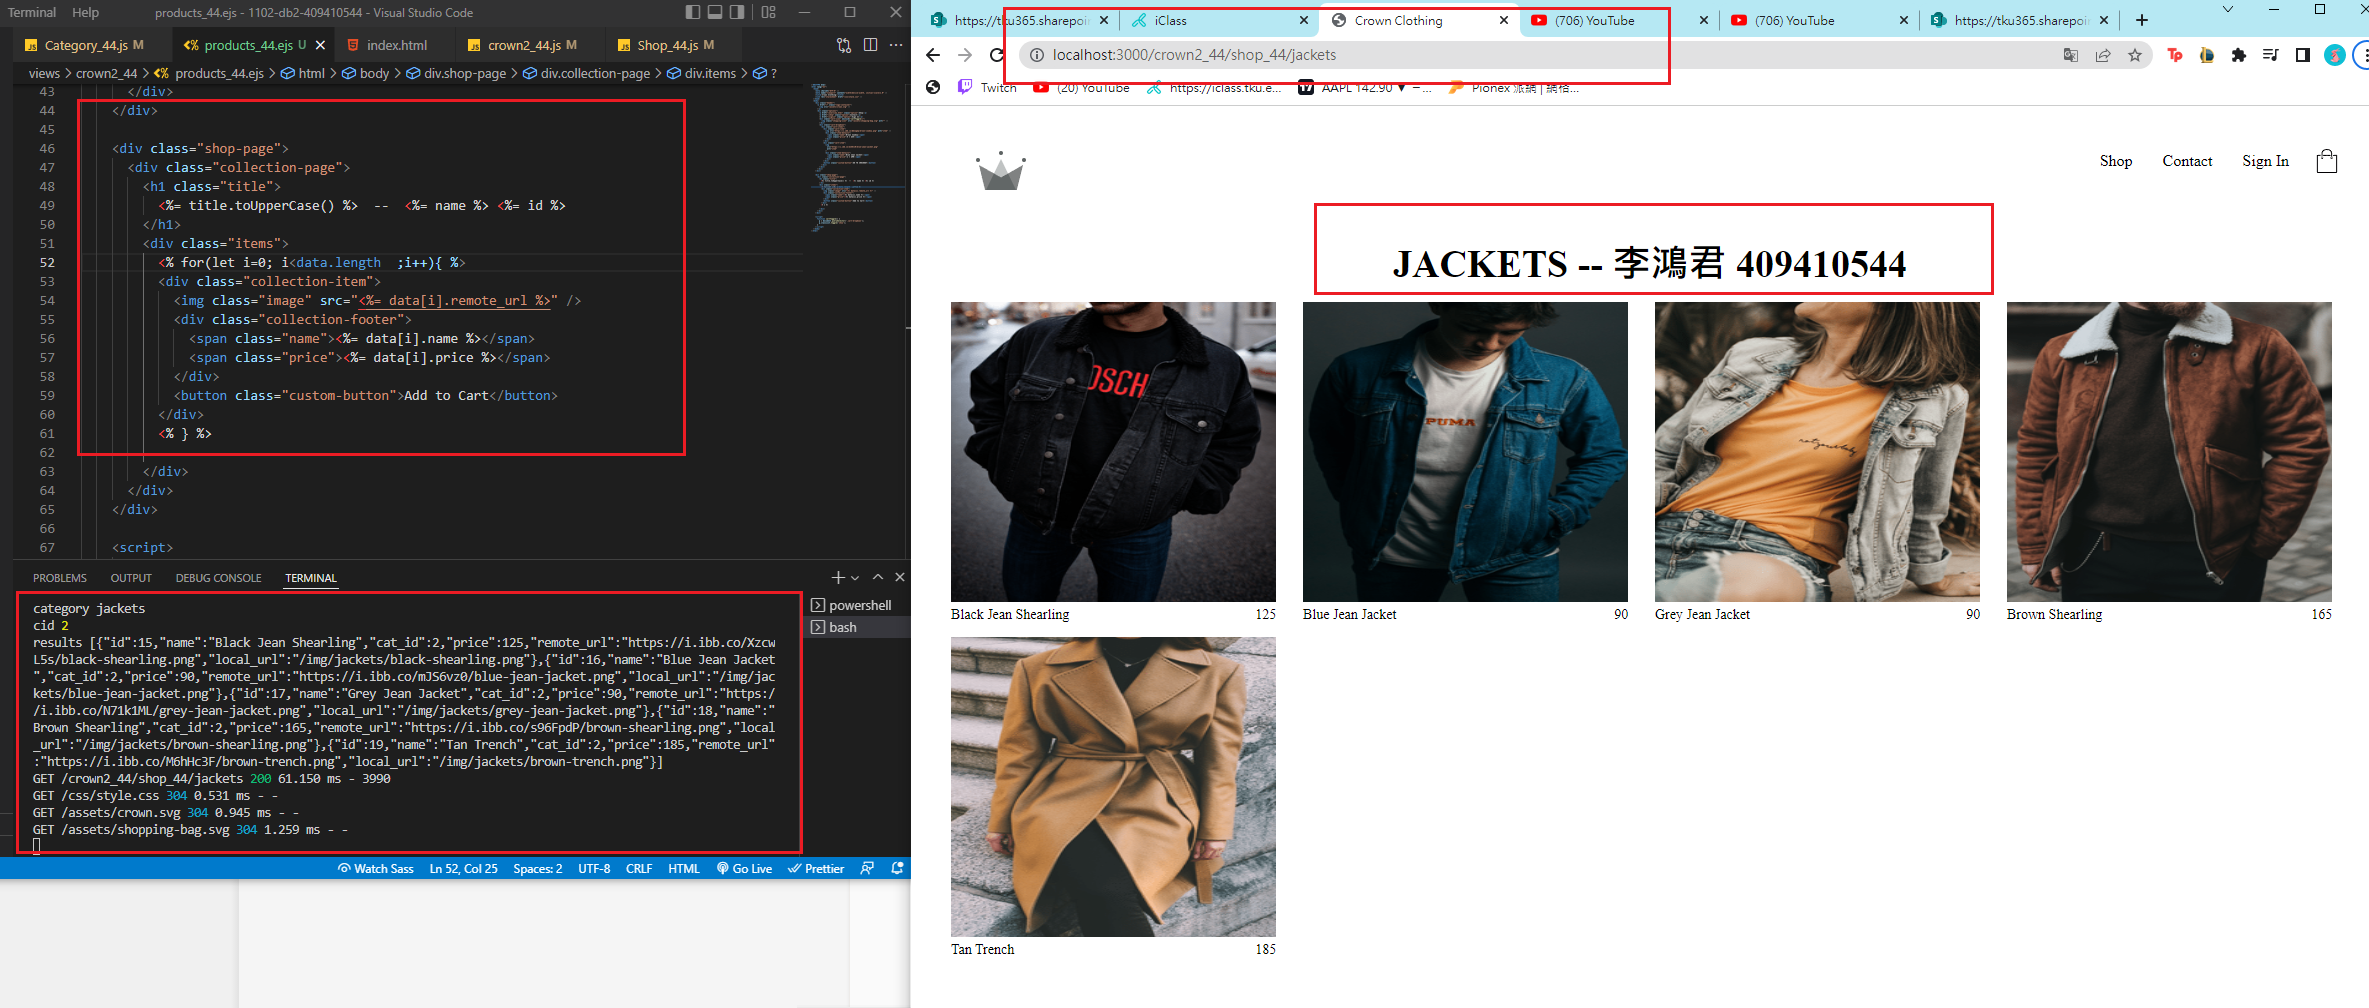 Terminal Help products_44.ejs - 1102-db2-409410544 - Visual Studio Code
Category_44.js M products_44.ejs U index.html crown2_44.js M Shop_44.js M
views > crown2_44 > products_44.ejs > html > body > div.shop-page > div.collection-page > div.items > ?
43 </div>
44 </div>
45
46 <div class="shop-page">
47 <div class="collection-page">
48 <h1 class="title">
49 <%= title.toUpperCase() %> -- <%= name %> <%= id %>
50 </h1>
51 <div class="items">
52 <% for(let i=0; i<data.length ;i++){ %>
53 <div class="collection-item">
54 <img class="image" src="<%= data[i].remote_url %>" />
55 <div class="collection-footer">
56 <span class="name"><%= data[i].name %></span>
57 <span class="price"><%= data[i].price %></span>
58 </div>
59 <button class="custom-button">Add to Cart</button>
60 </div>
61 <% } %>
62
63 </div>
64 </div>
65 </div>
66
67 <script>
PROBLEMS OUTPUT DEBUG CONSOLE TERMINAL
powershell
bash
category jackets
cid 2
results [{"id":15,"name":"Black Jean Shearling","cat_id":2,"price":125,"remote_url":"https://i.ibb.co/Xzcw
L5s/black-shearling.png","local_url":"/img/jackets/black-shearling.png"},{"id":16,"name":"Blue Jean Jacket
","cat_id":2,"price":90,"remote_url":"https://i.ibb.co/mJS6vz0/blue-jean-jacket.png","local_url":"/img/jac
kets/blue-jean-jacket.png"},{"id":17,"name":"Grey Jean Jacket","cat_id":2,"price":90,"remote_url":"https:/
/i.ibb.co/N71k1ML/grey-jean-jacket.png","local_url":"/img/jackets/grey-jean-jacket.png"},{"id":18,"name":"
Brown Shearling","cat_id":2,"price":165,"remote_url":"https://i.ibb.co/s96FpdP/brown-shearling.png","local
_url":"/img/jackets/brown-shearling.png"},{"id":19,"name":"Tan Trench","cat_id":2,"price":185,"remote_url"
:"https://i.ibb.co/M6hHc3F/brown-trench.png","local_url":"/img/jackets/brown-trench.png"}]
GET /crown2_44/shop_44/jackets 200 61.150 ms - 3990
GET /css/style.css 304 0.531 ms - -
GET /assets/crown.svg 304 0.945 ms - -
GET /assets/shopping-bag.svg 304 1.259 ms - -
Watch Sass Ln 52, Col 25 Spaces: 2 UTF-8 CRLF HTML Go Live Prettier
https://tku365.sharepoi iClass Crown Clothing (706) YouTube (706) YouTube https://tku365.sharepoi
localhost:3000/crown2_44/shop_44/jackets
Twitch (20) YouTube https://iclass.tku.e... AAPL 142.90 ▼ −... Pionex 派網 | 網格...
Shop Contact Sign In
JACKETS -- 李鴻君 409410544
OSCH
PUMA
Black Jean Shearling 125
Blue Jean Jacket 90
Grey Jean Jacket 90
Brown Shearling 165
Tan Trench 185